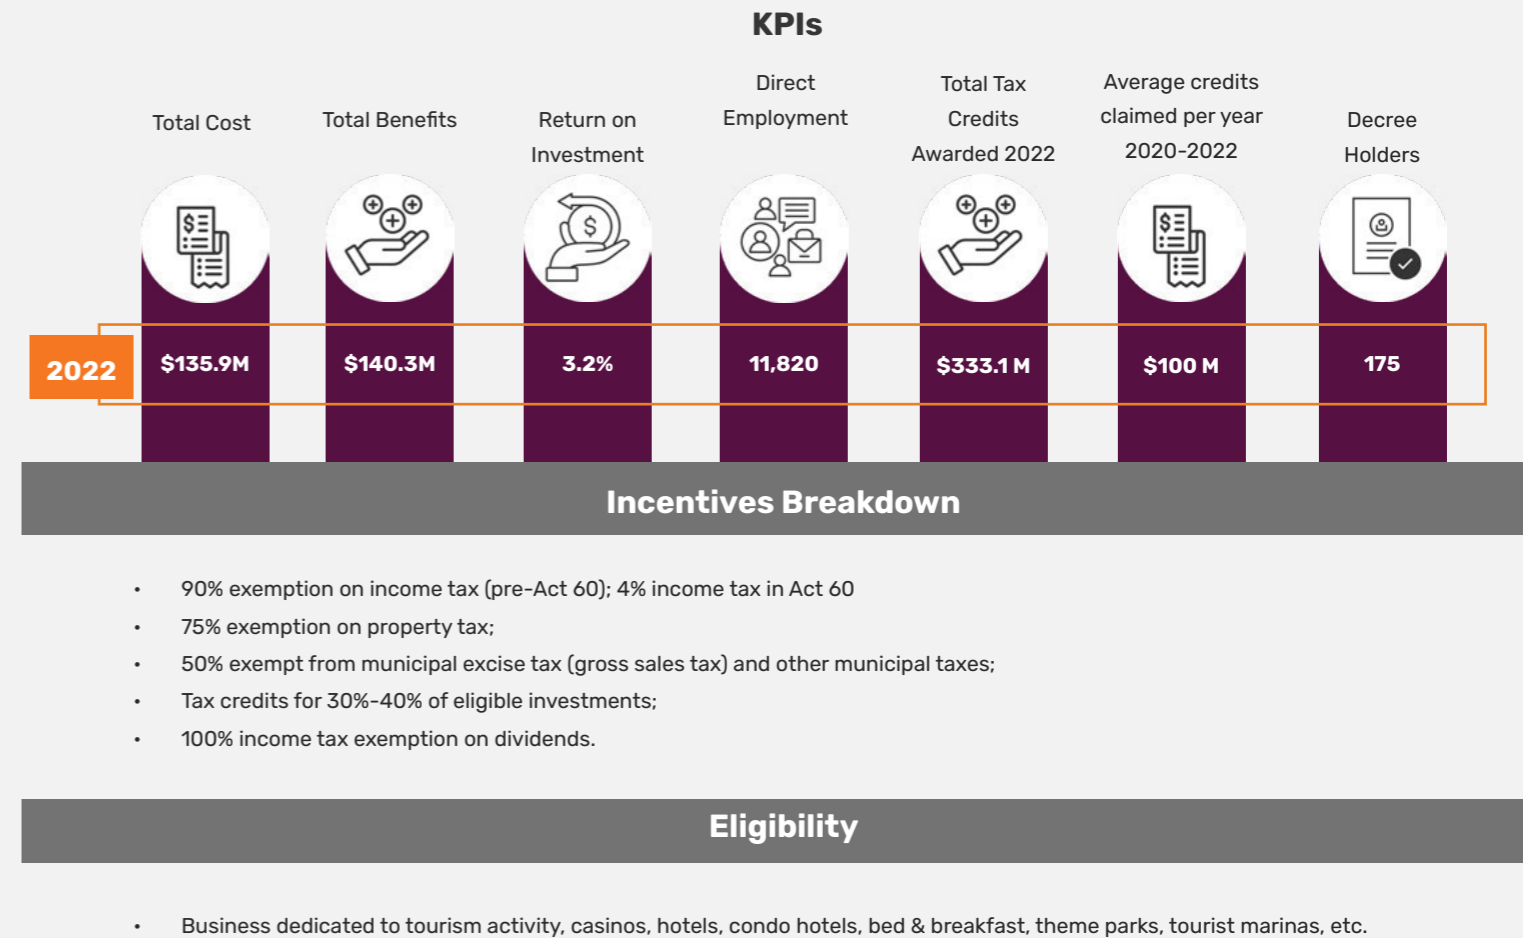 KPIs
Total Cost
Total Benefits
Return on
Investment
Direct
Employment
Total Tax
Credits
Awarded 2022
Average credits
claimed per year
2020-2022
Decree
Holders
2022
$135.9M
$140.3M
3.2%
11,820
$333.1 M
$100 M
175
Incentives Breakdown
• 90% exemption on income tax (pre-Act 60); 4% income tax in Act 60
• 75% exemption on property tax;
• 50% exempt from municipal excise tax (gross sales tax) and other municipal taxes;
• Tax credits for 30%-40% of eligible investments;
• 100% income tax exemption on dividends.
Eligibility
• Business dedicated to tourism activity, casinos, hotels, condo hotels, bed & breakfast, theme parks, tourist marinas, etc.